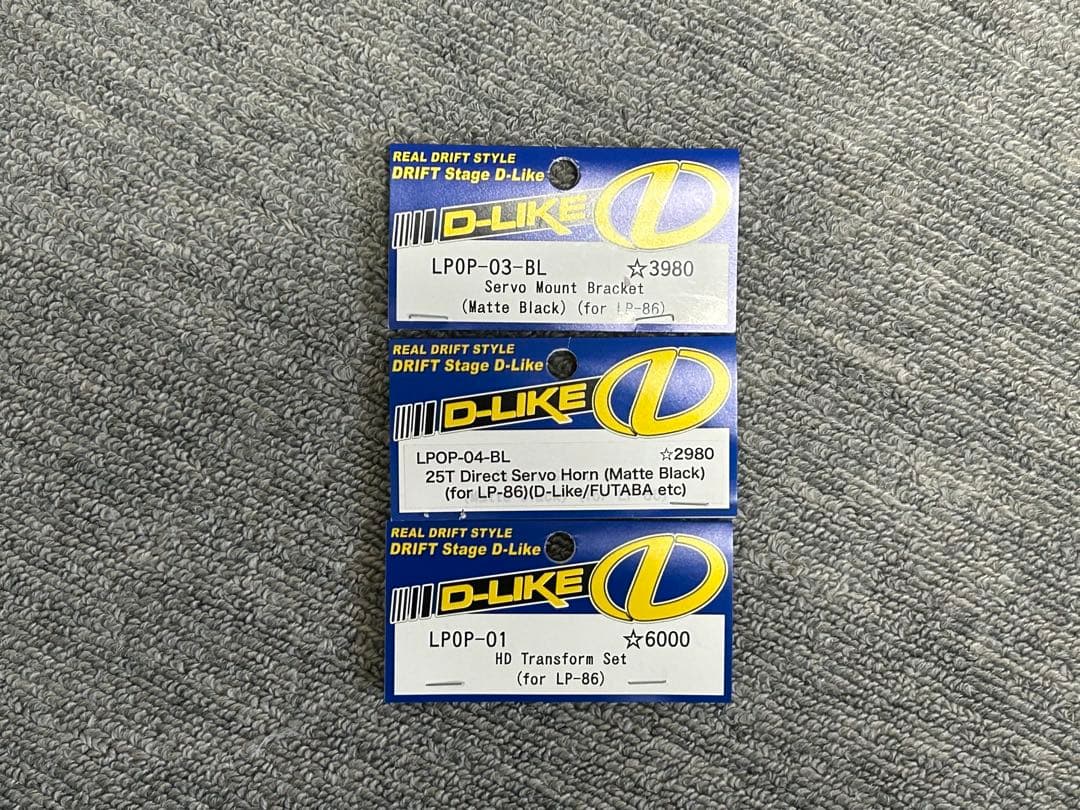 REAL DRIFT STYLE
DRIFT Stage D-Like
D-LIKE
LPOP-03-BL ☆3980
Servo Mount Bracket
(Matte Black) (for LP-86)
REAL DRIFT STYLE
DRIFT Stage D-Like
D-LIKE
LPOP-04-BL ☆2980
25T Direct Servo Horn (Matte Black)
(for LP-86)(D-Like/FUTABA etc)
REAL DRIFT STYLE
DRIFT Stage D-Like
D-LIKE
LPOP-01 ☆6000
HD Transform Set
(for LP-86)